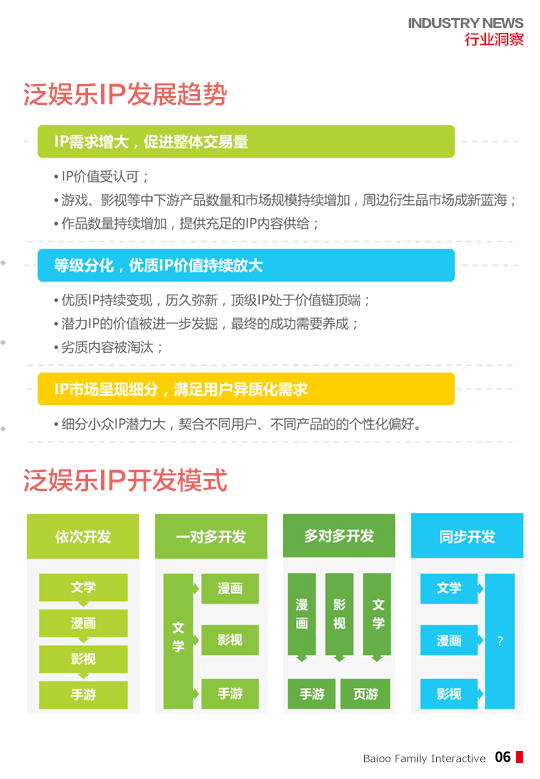 INDUSTRY NEWS
行业洞察
泛娱乐IP发展趋势
IP需求增大，促进整体交易量
• IP价值受认可；
• 游戏、影视等中下游产品数量和市场规模持续增加，周边衍生品市场成新蓝海；
• 作品数量持续增加，提供充足的IP内容供给；
等级分化，优质IP价值持续放大
• 优质IP持续变现，历久弥新，顶级IP处于价值链顶端；
• 潜力IP的价值被进一步发掘，最终的成功需要养成；
• 劣质内容被淘汰；
IP市场呈现细分，满足用户异质化需求
• 细分小众IP潜力大，契合不同用户、不同产品的的个性化偏好。
泛娱乐IP开发模式
依次开发
文学
漫画
影视
手游
一对多开发
文学
漫画
影视
手游
多对多开发
漫画
影视
文学
手游
页游
同步开发
文学
漫画
影视
?
Baioo Family Interactive 06